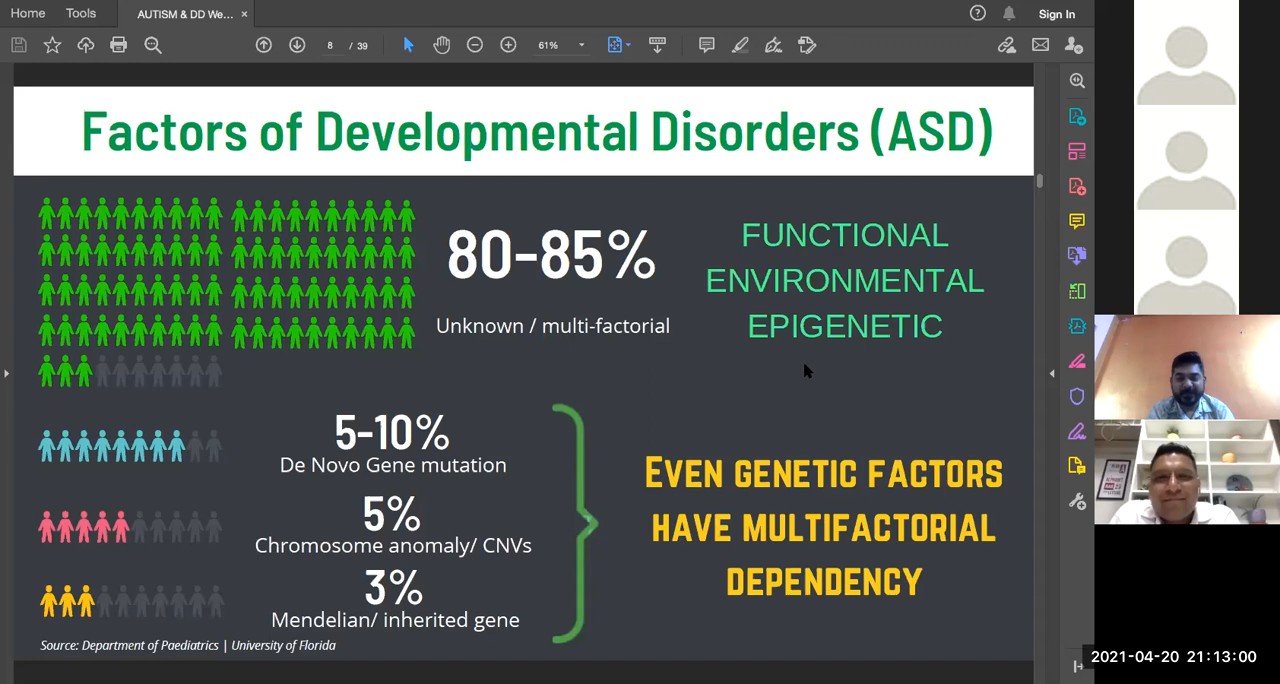 Home Tools AUTISM & DD We... × Sign In
8 / 39 61%
Factors of Developmental Disorders (ASD)
80-85%
Unknown / multi-factorial
FUNCTIONAL
ENVIRONMENTAL
EPIGENETIC
5-10%
De Novo Gene mutation
5%
Chromosome anomaly/ CNVs
3%
Mendelian/ inherited gene
EVEN GENETIC FACTORS
HAVE MULTIFACTORIAL
DEPENDENCY
Source: Department of Paediatrics | University of Florida
2021-04-20 21:13:00